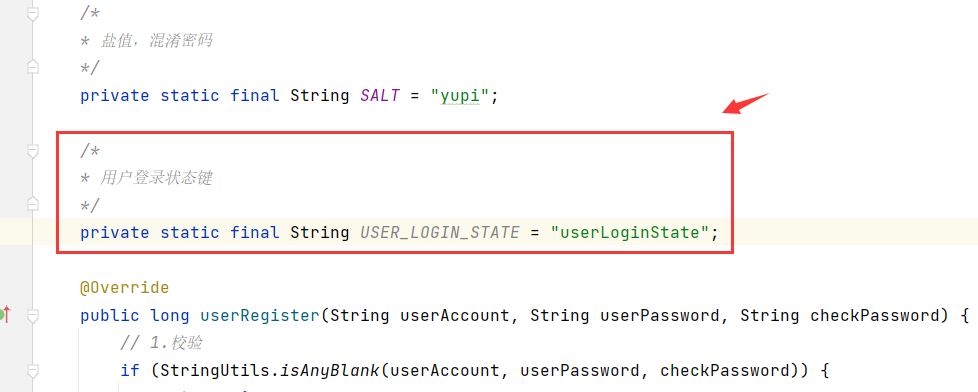 /*
* 盐值，混淆密码
*/
private static final String SALT = "yupi";
/*
* 用户登录状态键
*/
private static final String USER_LOGIN_STATE = "userLoginState";
@Override
public long userRegister(String userAccount, String userPassword, String checkPassword) {
// 1.校验
if (StringUtils.isAnyBlank(userAccount, userPassword, checkPassword)) {